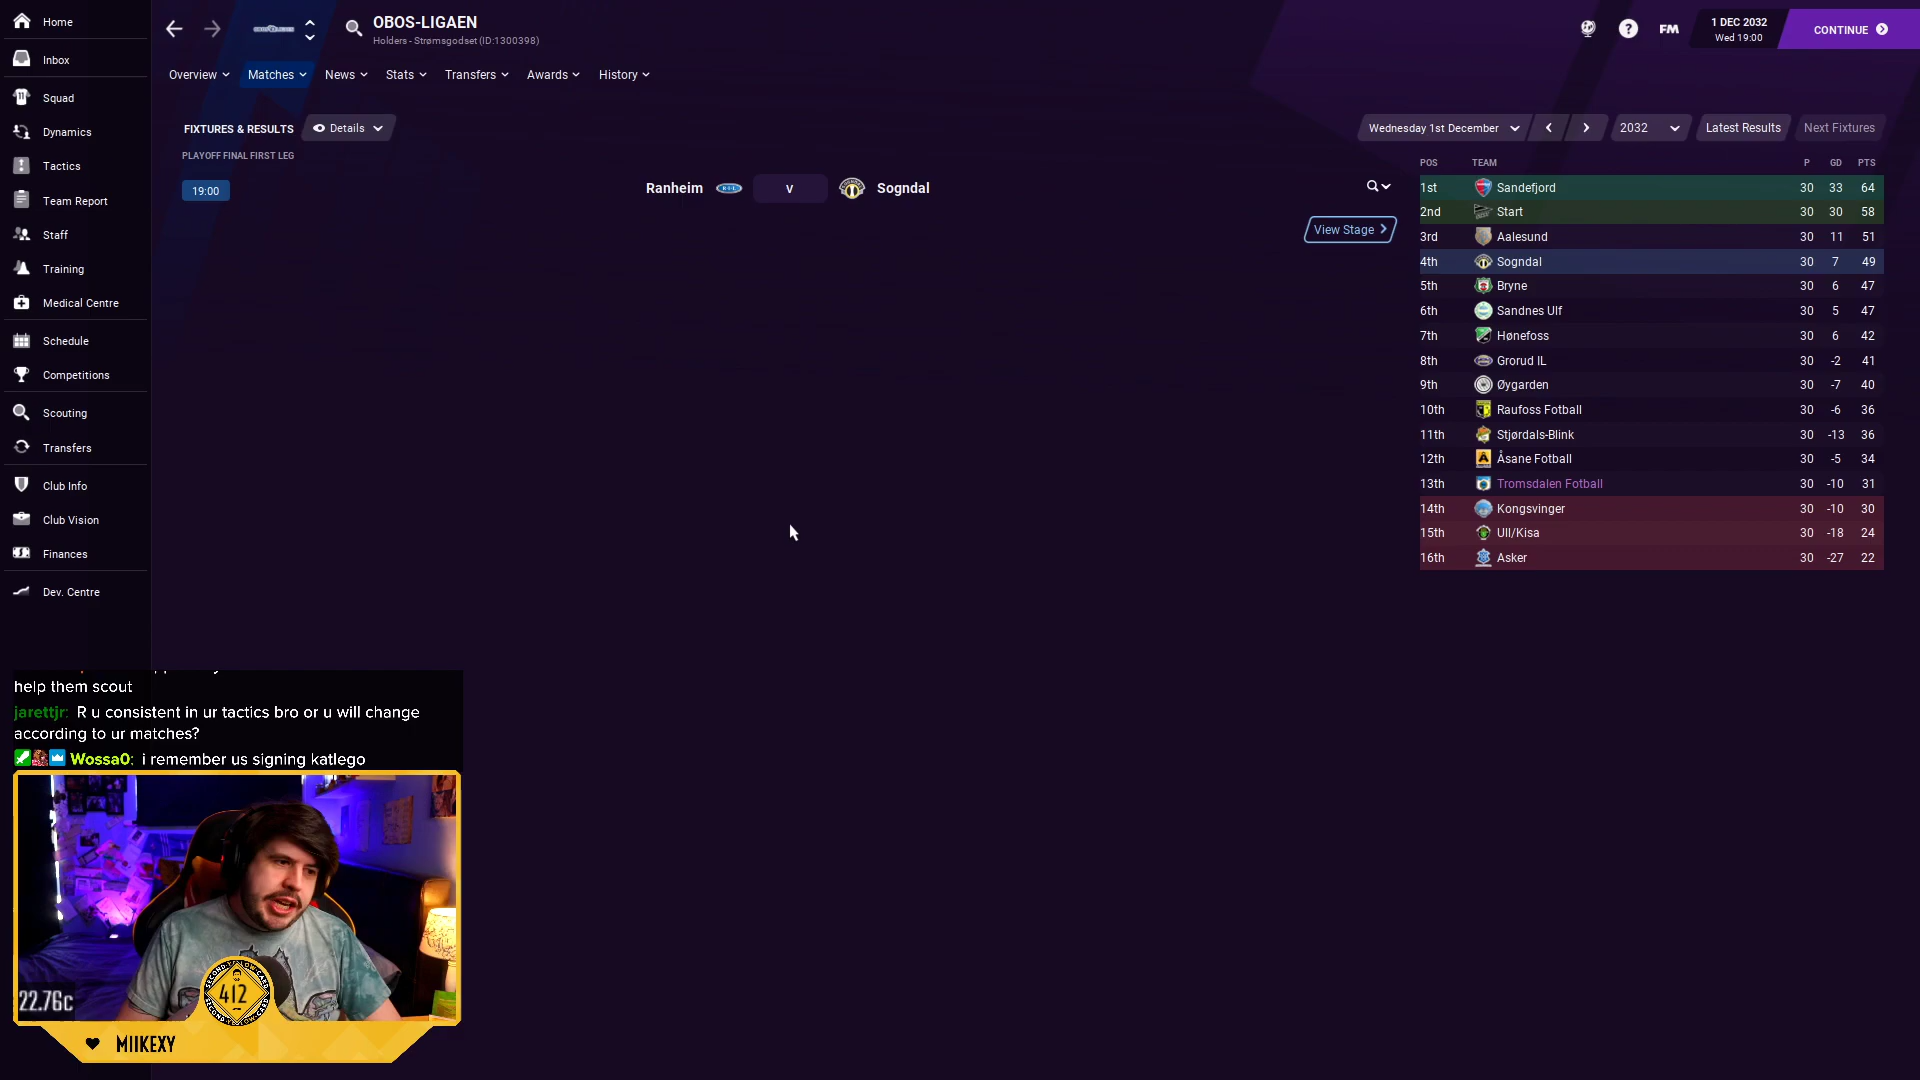 Home
Inbox
Squad
Dynamics
Tactics
Team Report
Staff
Training
Medical Centre
Schedule
Competitions
Scouting
Transfers
Club Info
Club Vision
Finances
Dev. Centre
OBOS-LIGAEN
Holders - Strømsgodset (ID:1300398)
FM
1 DEC 2032
Wed 19:00
CONTINUE
Overview Matches News Stats Transfers Awards History
FIXTURES & RESULTS Details
PLAYOFF FINAL FIRST LEG
19:00 Ranheim v Sogndal
View Stage
Wednesday 1st December 2032 Latest Results Next Fixtures
POS TEAM P GD PTS
1st Sandefjord 30 33 64
2nd Start 30 30 58
3rd Aalesund 30 11 51
4th Sogndal 30 7 49
5th Bryne 30 6 47
6th Sandnes Ulf 30 5 47
7th Hønefoss 30 6 42
8th Grorud IL 30 -2 41
9th Øygarden 30 -7 40
10th Raufoss Fotball 30 -6 36
11th Stjørdals-Blink 30 -13 36
12th Åsane Fotball 30 -5 34
13th Tromsdalen Fotball 30 -10 31
14th Kongsvinger 30 -10 30
15th Ull/Kisa 30 -18 24
16th Asker 30 -27 22
help them scout
jarettjr: R u consistent in ur tactics bro or u will change
according to ur matches?
Wossa0: i remember us signing katlego
22.76c
SECOND YELLOW CARD
412
MIIKEXY